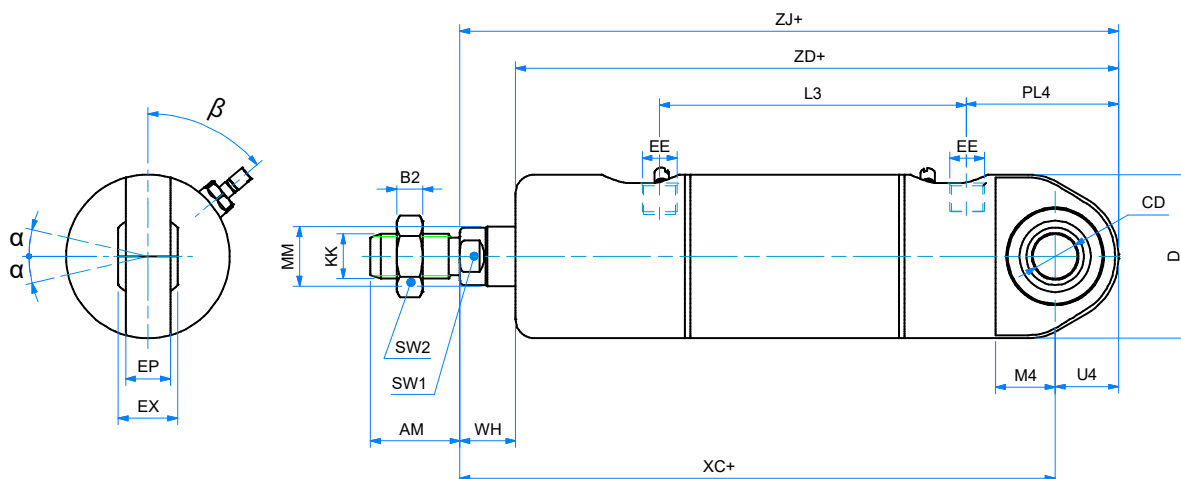 ZJ+
ZD+
L3
PL4
β
EE
EE
B2
CD
α
α
MM
KK
D
SW2
SW1
EP
EX
M4
U4
AM
WH
XC+